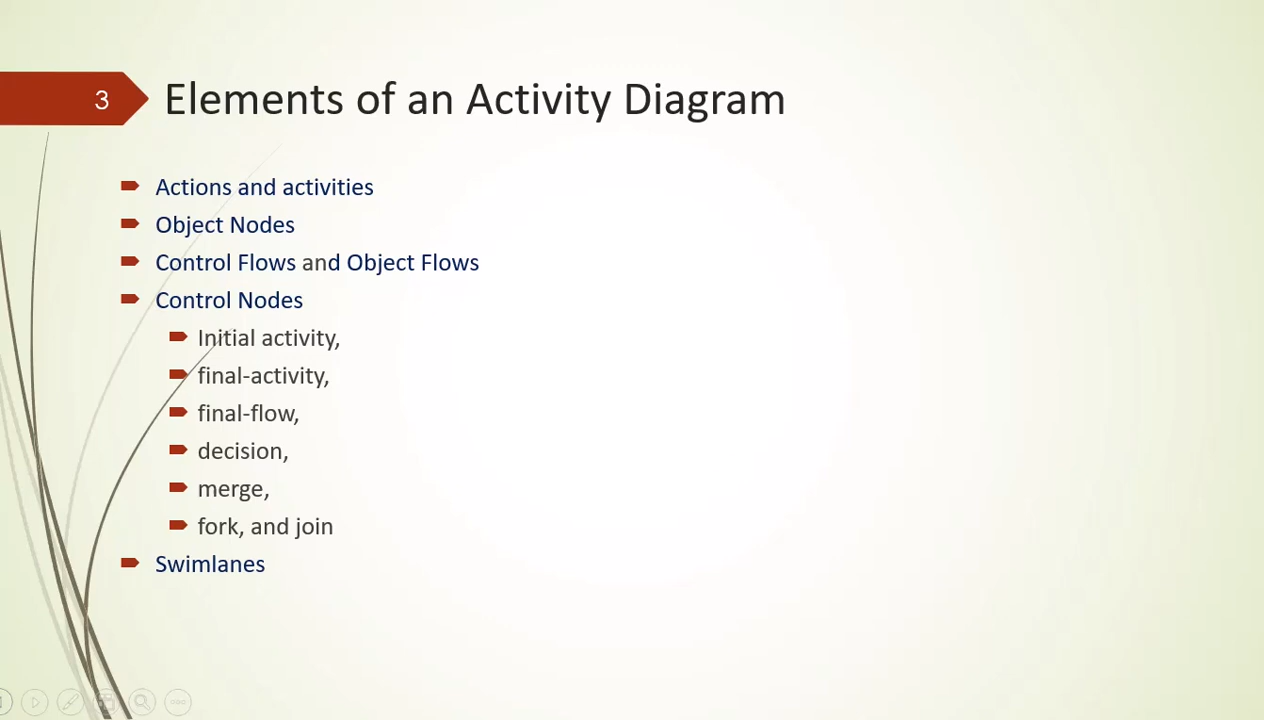 3
Elements of an Activity Diagram
Actions and activities
Object Nodes
Control Flows and Object Flows
Control Nodes
Initial activity,
final-activity,
final-flow,
decision,
merge,
fork, and join
Swimlanes